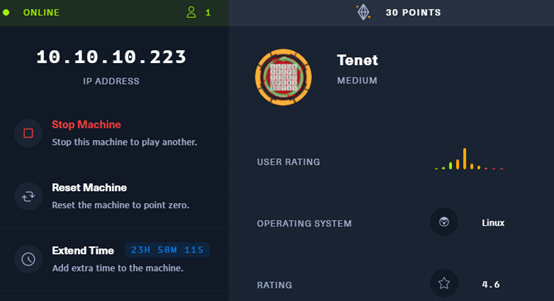 ONLINE
1
30 POINTS
10.10.10.223
IP ADDRESS
Tenet
MEDIUM
Stop Machine
Stop this machine to play another.
USER RATING
Reset Machine
Reset the machine to point zero.
OPERATING SYSTEM
Linux
Extend Time
23H 58M 11S
Add extra time to the machine.
RATING
4.6